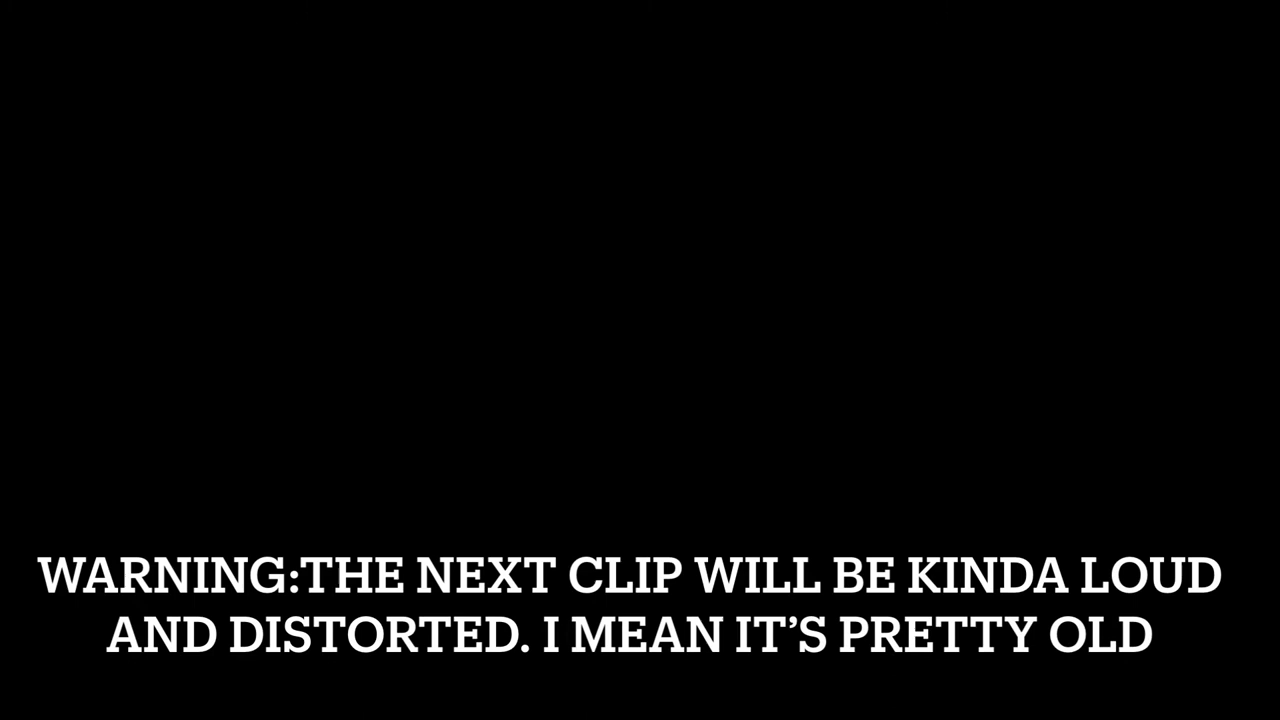 WARNING:THE NEXT CLIP WILL BE KINDA LOUD
AND DISTORTED. I MEAN IT’S PRETTY OLD